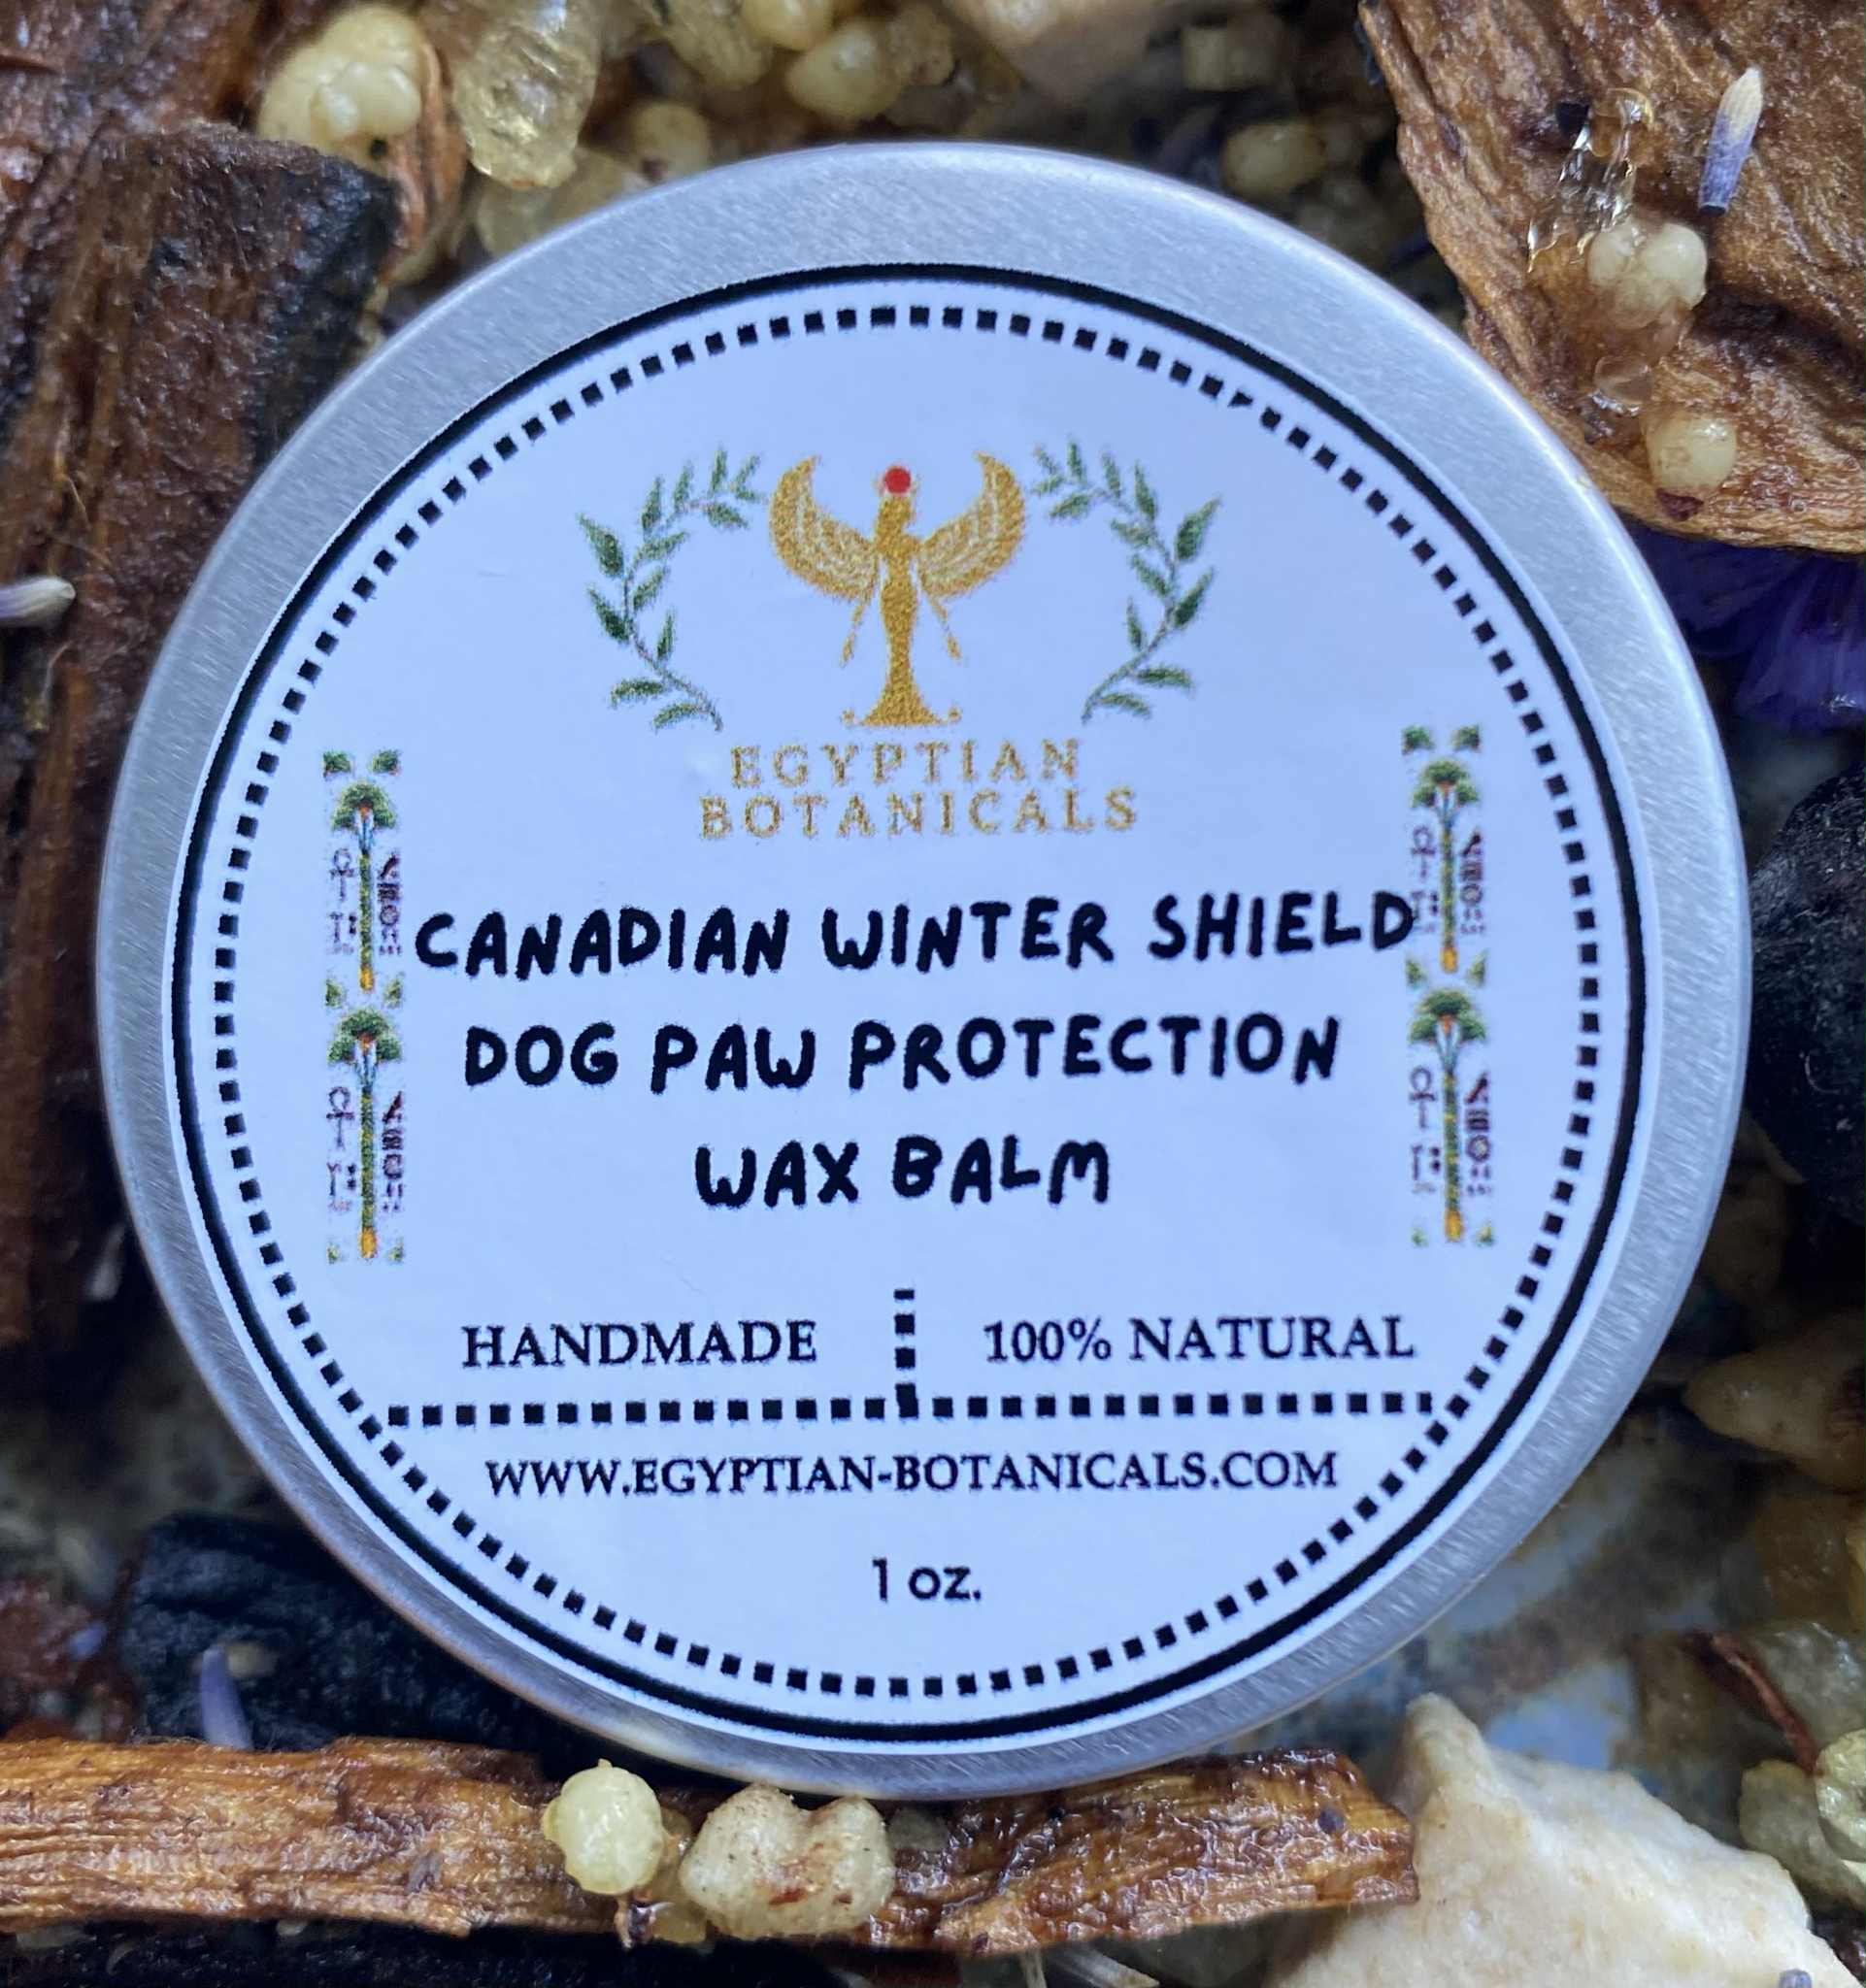 EGYPTIAN
BOTANICALS
CANADIAN WINTER SHIELD
DOG PAW PROTECTION
WAX BALM
HANDMADE
100% NATURAL
WWW.EGYPTIAN-BOTANICALS.COM
1 oz.